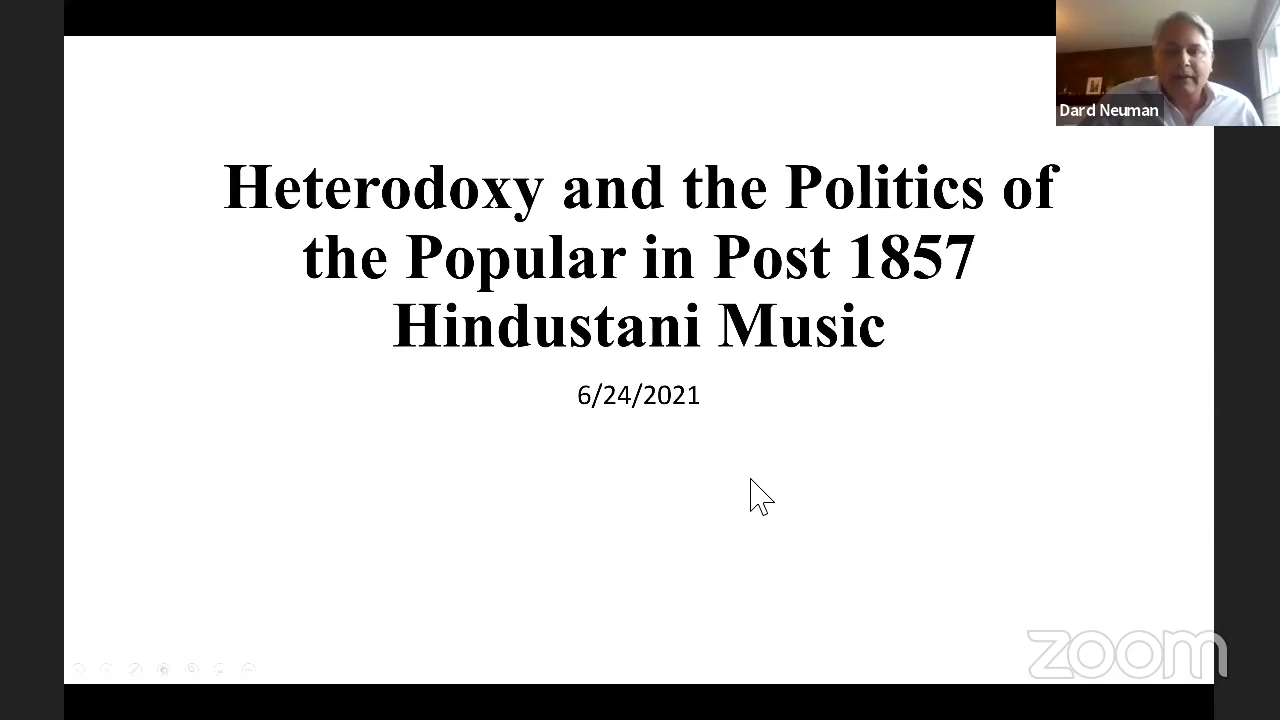 Dard Neuman
Heterodoxy and the Politics of
the Popular in Post 1857
Hindustani Music
6/24/2021
zoom